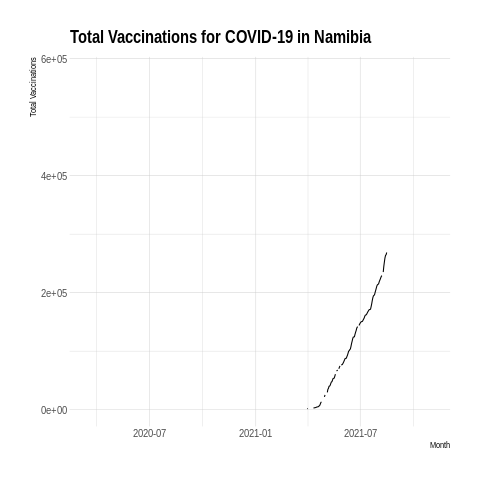 Total Vaccinations for COVID-19 in Namibia
Total Vaccinations
6e+05
4e+05
2e+05
0e+00
2020-07 2021-01 2021-07
Month